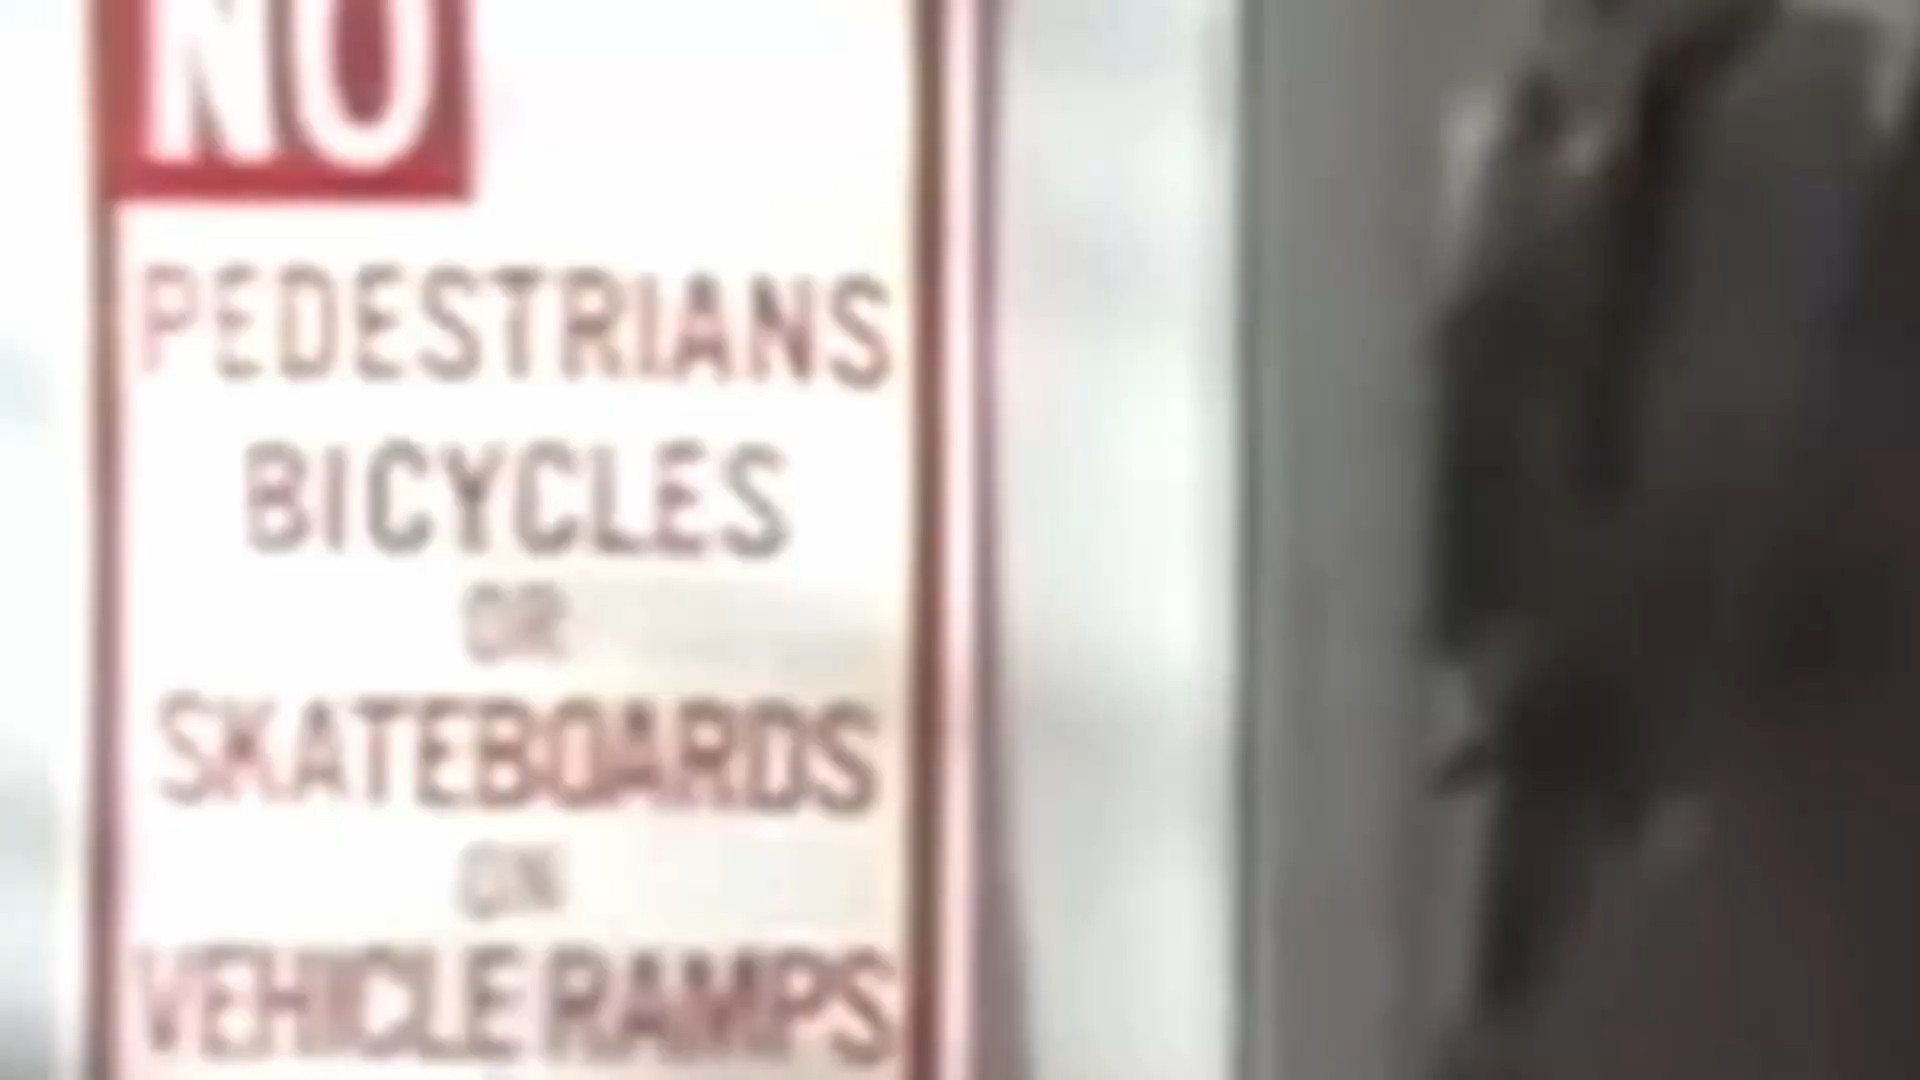 NO
PEDESTRIANS
BICYCLES
OR
SKATEBOARDS
ON
VEHICLE RAMPS